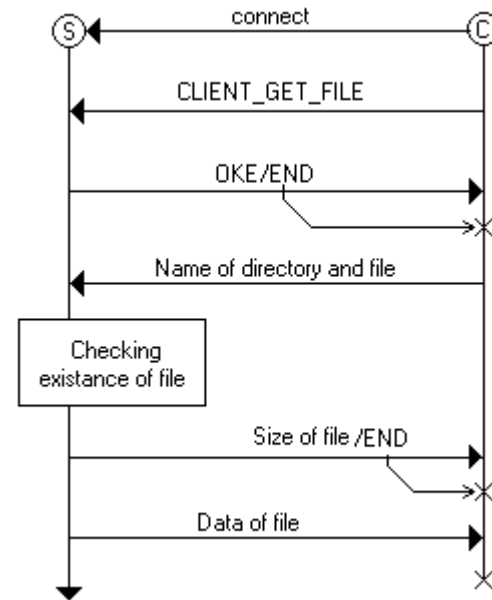 connect
S
C
CLIENT_GET_FILE
OKE/END
Name of directory and file
Checking
existance of file
Size of file /END
Data of file